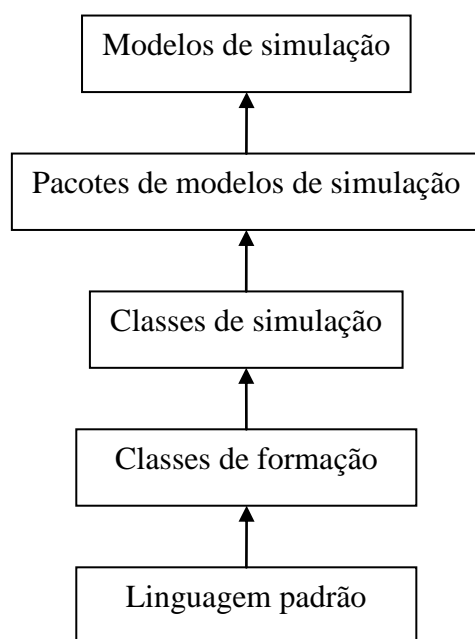 Modelos de simulação
Pacotes de modelos de simulação
Classes de simulação
Classes de formação
Linguagem padrão